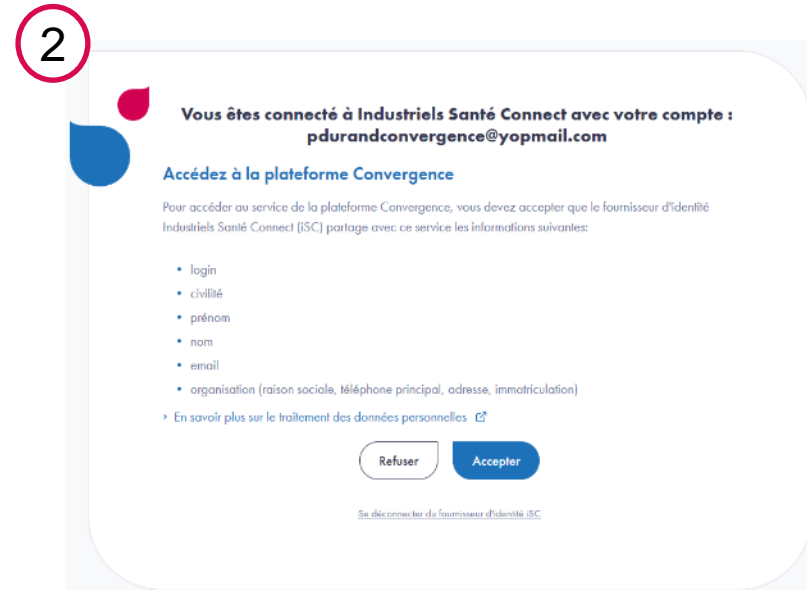 2
Vous êtes connecté à Industriels Santé Connect avec votre compte :
pdurandconvergence@yopmail.com
Accédez à la plateforme Convergence
Pour accéder au service de la plateforme Convergence, vous devez accepter que le fournisseur d'identité
Industriels Santé Connect (iSC) partage avec ce service les informations suivantes:
• login
• civilité
• prénom
• nom
• email
• organisation (raison sociale, téléphone principal, adresse, immatriculation)
› En savoir plus sur le traitement des données personnelles
Refuser Accepter
Se déconnecter du fournisseur d'identité iSC